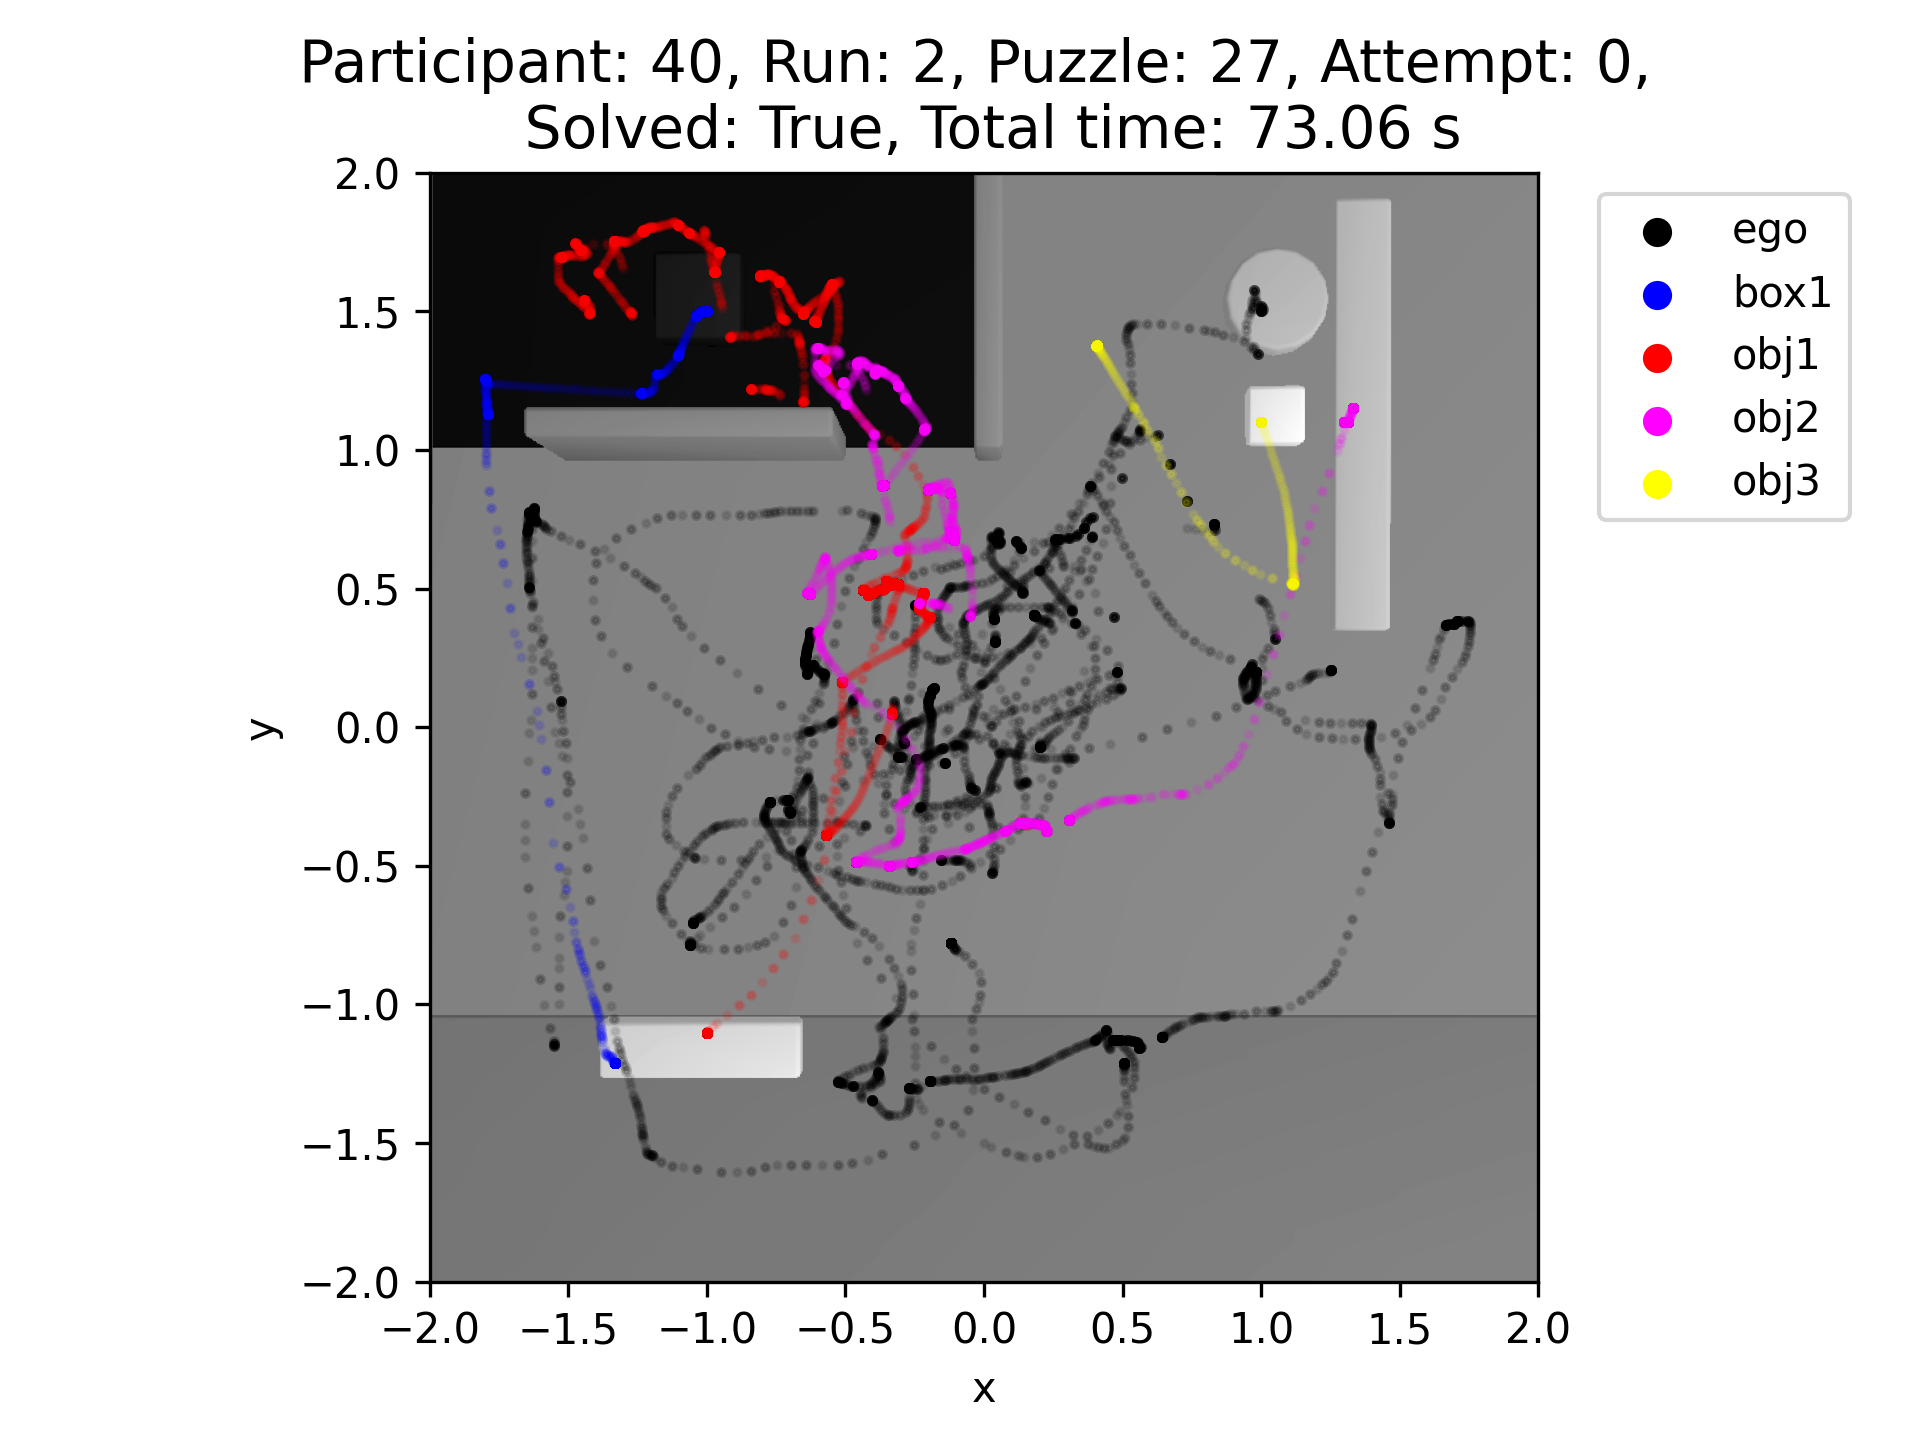 Participant: 40, Run: 2, Puzzle: 27, Attempt: 0,
Solved: True, Total time: 73.06 s
2.0
1.5
1.0
0.5
0.0
−0.5
−1.0
−1.5
−2.0
y
−2.0 −1.5 −1.0 −0.5 0.0 0.5 1.0 1.5 2.0
x
ego
box1
obj1
obj2
obj3